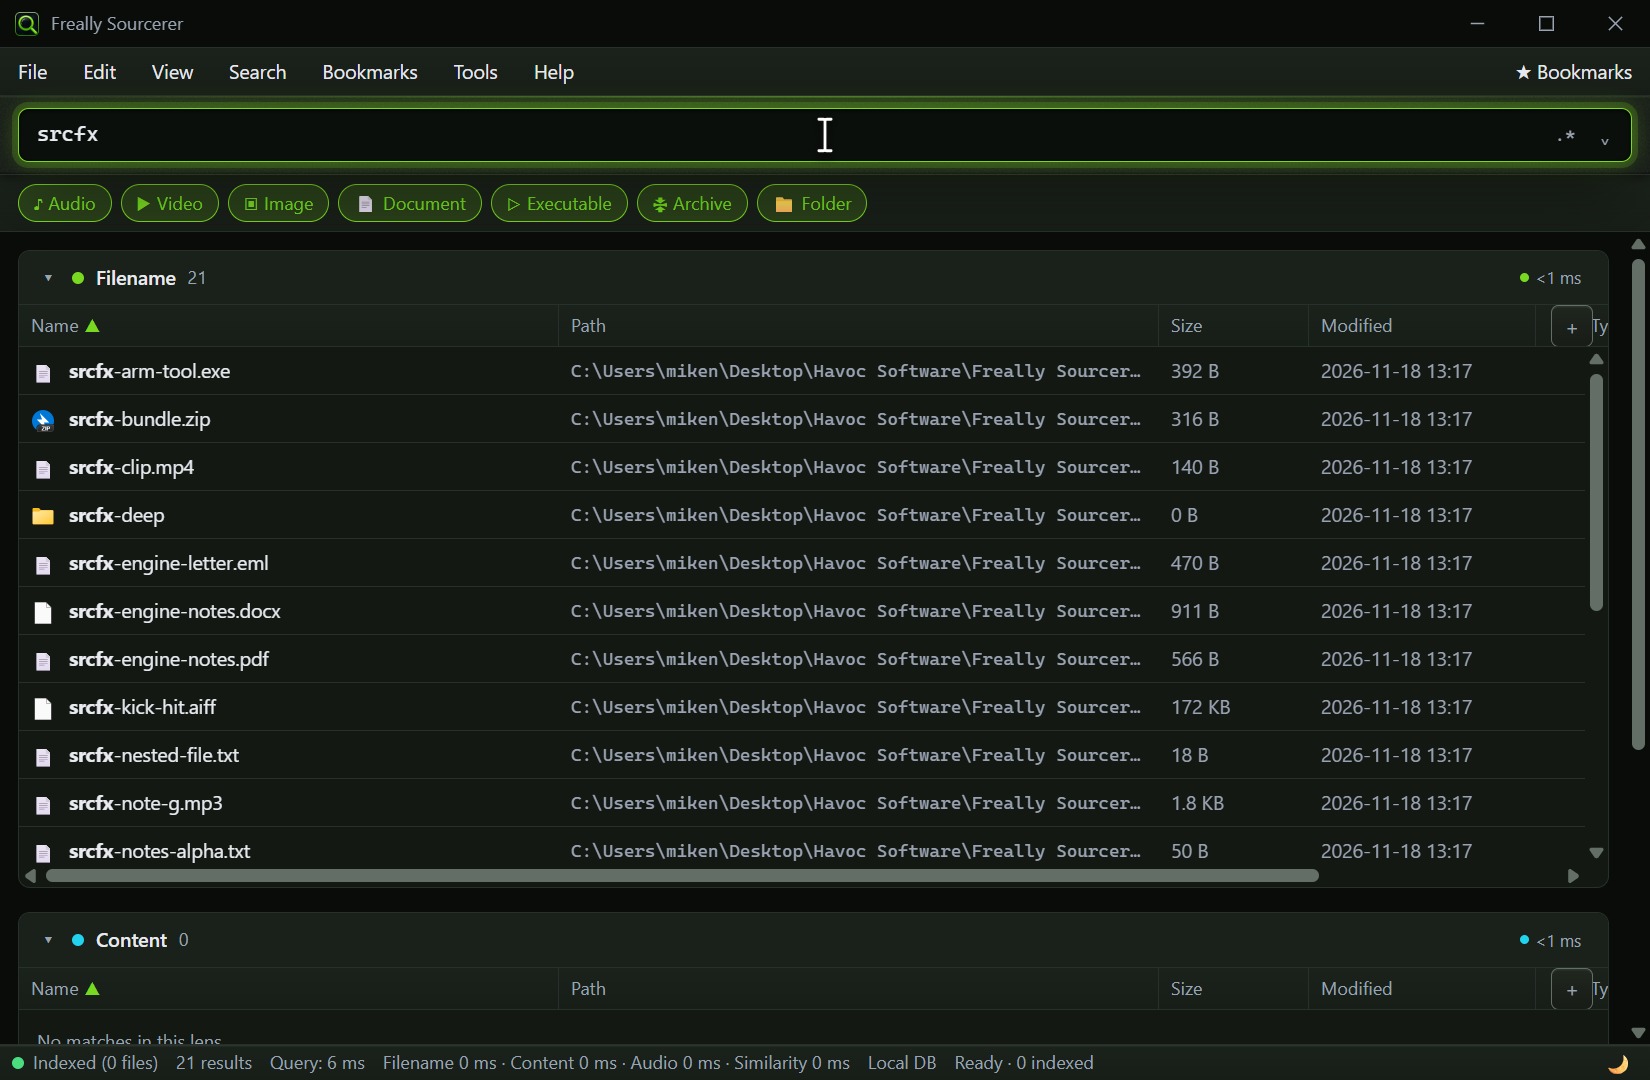 Freally Sourcerer
File Edit View Search Bookmarks Tools Help ★ Bookmarks
srcfx .*
Audio Video Image Document Executable Archive Folder
Filename 21 <1 ms
Name Path Size Modified + Ty
srcfx-arm-tool.exe C:\Users\miken\Desktop\Havoc Software\Freally Sourcer… 392 B 2026-11-18 13:17
srcfx-bundle.zip C:\Users\miken\Desktop\Havoc Software\Freally Sourcer… 316 B 2026-11-18 13:17
srcfx-clip.mp4 C:\Users\miken\Desktop\Havoc Software\Freally Sourcer… 140 B 2026-11-18 13:17
srcfx-deep C:\Users\miken\Desktop\Havoc Software\Freally Sourcer… 0 B 2026-11-18 13:17
srcfx-engine-letter.eml C:\Users\miken\Desktop\Havoc Software\Freally Sourcer… 470 B 2026-11-18 13:17
srcfx-engine-notes.docx C:\Users\miken\Desktop\Havoc Software\Freally Sourcer… 911 B 2026-11-18 13:17
srcfx-engine-notes.pdf C:\Users\miken\Desktop\Havoc Software\Freally Sourcer… 566 B 2026-11-18 13:17
srcfx-kick-hit.aiff C:\Users\miken\Desktop\Havoc Software\Freally Sourcer… 172 KB 2026-11-18 13:17
srcfx-nested-file.txt C:\Users\miken\Desktop\Havoc Software\Freally Sourcer… 18 B 2026-11-18 13:17
srcfx-note-g.mp3 C:\Users\miken\Desktop\Havoc Software\Freally Sourcer… 1.8 KB 2026-11-18 13:17
srcfx-notes-alpha.txt C:\Users\miken\Desktop\Havoc Software\Freally Sourcer… 50 B 2026-11-18 13:17
Content 0 <1 ms
Name Path Size Modified + Ty
No matches in this lens
Indexed (0 files) 21 results Query: 6 ms Filename 0 ms · Content 0 ms · Audio 0 ms · Similarity 0 ms Local DB Ready · 0 indexed